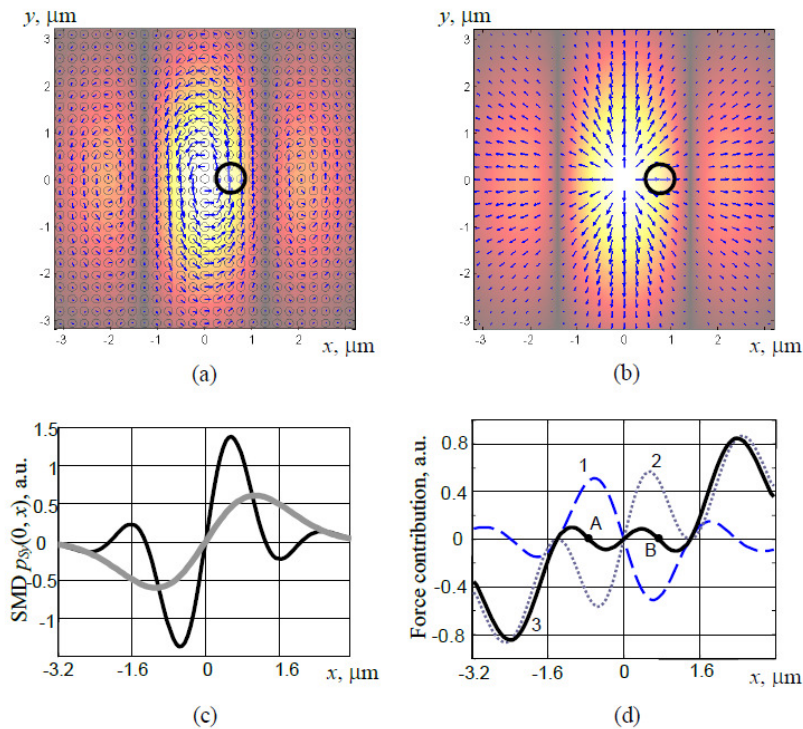 y, μm
3
2
1
0
-1
-2
-3
-3 -2 -1 0 1 2 3
x, μm
(a)
y, μm
3
2
1
0
-1
-2
-3
-3 -2 -1 0 1 2 3
x, μm
(b)
SMD pSy(0, x), a.u.
1.5
1
0.5
0
-0.5
-1
-3.2 -1.6 0 1.6 x, μm
(c)
Force contribution, a.u.
0.8
0.4
0
-0.4
-0.8
1
2
A
B
3
-3.2 -1.6 0 1.6 x, μm
(d)